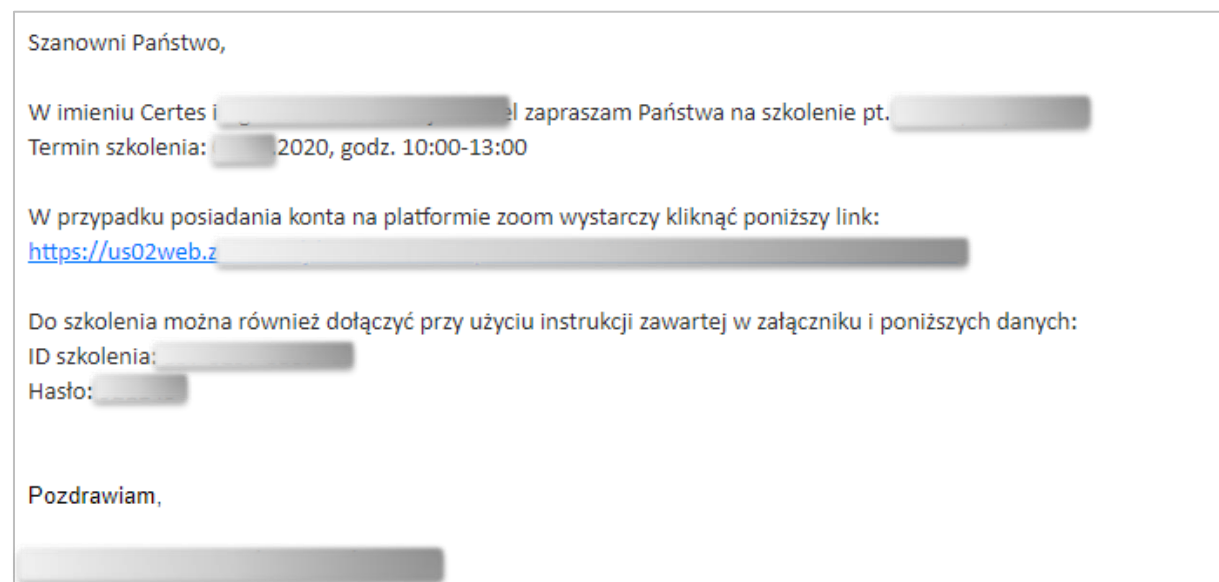 Szanowni Państwo,
W imieniu Certes i zapraszam Państwa na szkolenie pt.
Termin szkolenia: .2020, godz. 10:00-13:00
W przypadku posiadania konta na platformie zoom wystarczy kliknąć poniższy link:
https://us02web.z
Do szkolenia można również dołączyć przy użyciu instrukcji zawartej w załączniku i poniższych danych:
ID szkolenia:
Hasło:
Pozdrawiam,